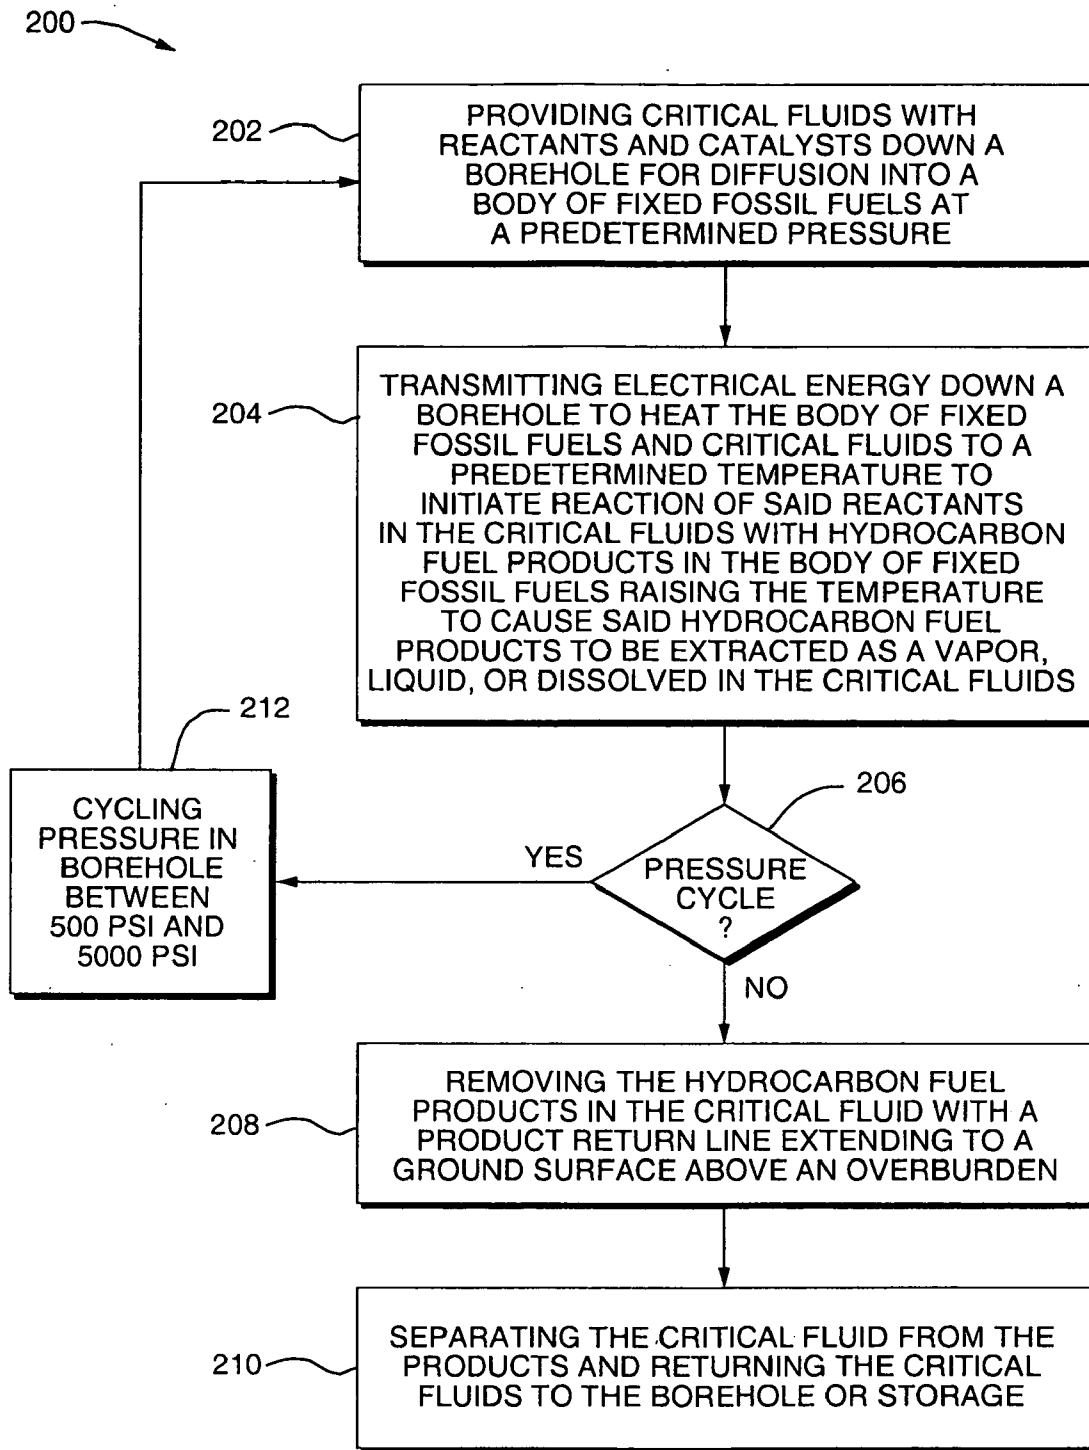 200
202
PROVIDING CRITICAL FLUIDS WITH
REACTANTS AND CATALYSTS DOWN A
BOREHOLE FOR DIFFUSION INTO A
BODY OF FIXED FOSSIL FUELS AT
A PREDETERMINED PRESSURE
204
TRANSMITTING ELECTRICAL ENERGY DOWN A
BOREHOLE TO HEAT THE BODY OF FIXED
FOSSIL FUELS AND CRITICAL FLUIDS TO A
PREDETERMINED TEMPERATURE TO
INITIATE REACTION OF SAID REACTANTS
IN THE CRITICAL FLUIDS WITH HYDROCARBON
FUEL PRODUCTS IN THE BODY OF FIXED
FOSSIL FUELS RAISING THE TEMPERATURE
TO CAUSE SAID HYDROCARBON FUEL
PRODUCTS TO BE EXTRACTED AS A VAPOR,
LIQUID, OR DISSOLVED IN THE CRITICAL FLUIDS
212
CYCLING
PRESSURE IN
BOREHOLE
BETWEEN
500 PSI AND
5000 PSI
206
YES
PRESSURE
CYCLE
?
NO
208
REMOVING THE HYDROCARBON FUEL
PRODUCTS IN THE CRITICAL FLUID WITH A
PRODUCT RETURN LINE EXTENDING TO A
GROUND SURFACE ABOVE AN OVERBURDEN
210
SEPARATING THE CRITICAL FLUID FROM THE
PRODUCTS AND RETURNING THE CRITICAL
FLUIDS TO THE BOREHOLE OR STORAGE